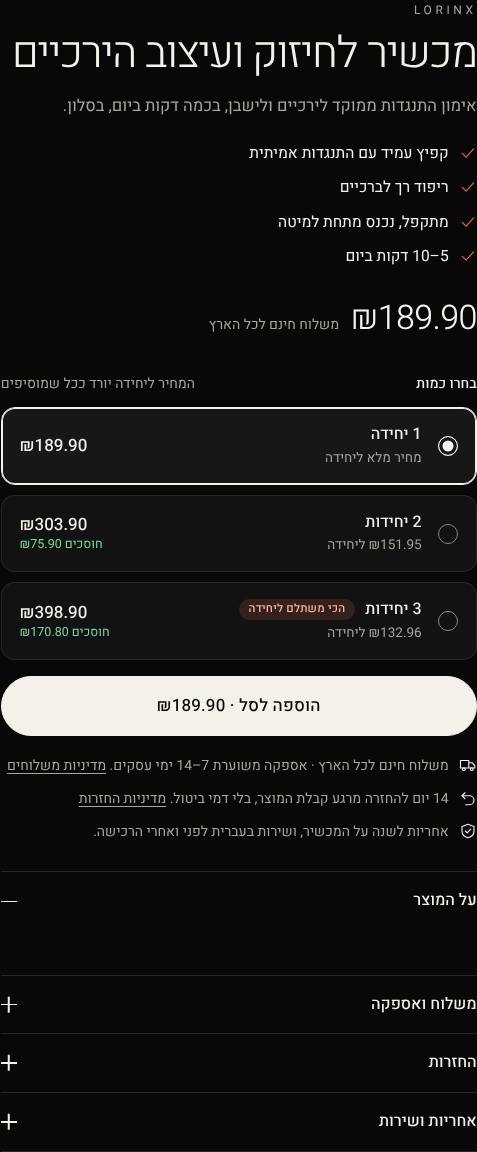 LORINX
מכשיר לחיזוק ועיצוב הירכיים
אימון התנגדות ממוקד לירכיים ולישבן, בכמה דקות ביום, בסלון.
קפיץ עמיד עם התנגדות אמיתית
ריפוד רך לברכיים
מתקפל, נכנס מתחת למיטה
5–10 דקות ביום
₪189.90 משלוח חינם לכל הארץ
בחרו כמות המחיר ליחידה יורד ככל שמוסיפים
1 יחידה ₪189.90
מחיר מלא ליחידה
2 יחידות ₪303.90
₪151.95 ליחידה חוסכים ₪75.90
3 יחידות הכי משתלם ליחידה ₪398.90
₪132.96 ליחידה חוסכים ₪170.80
הוספה לסל · ₪189.90
משלוח חינם לכל הארץ · אספקה משוערת 7–14 ימי עסקים. מדיניות משלוחים
14 יום להחזרה מרגע קבלת המוצר, בלי דמי ביטול. מדיניות החזרות
אחריות לשנה על המכשיר, ושירות בעברית לפני ואחרי הרכישה.
על המוצר
משלוח ואספקה
החזרות
אחריות ושירות